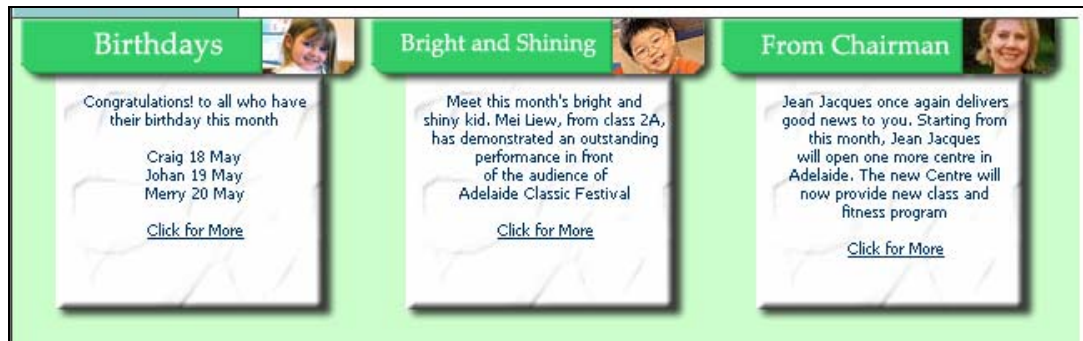 Birthdays
Congratulations! to all who have
their birthday this month
Craig 18 May
Johan 19 May
Merry 20 May
Click for More
Bright and Shining
Meet this month's bright and
shiny kid. Mei Liew, from class 2A,
has demonstrated an outstanding
performance in front
of the audience of
Adelaide Classic Festival
Click for More
From Chairman
Jean Jacques once again delivers
good news to you. Starting from
this month, Jean Jacques
will open one more centre in
Adelaide. The new Centre will
now provide new class and
fitness program
Click for More